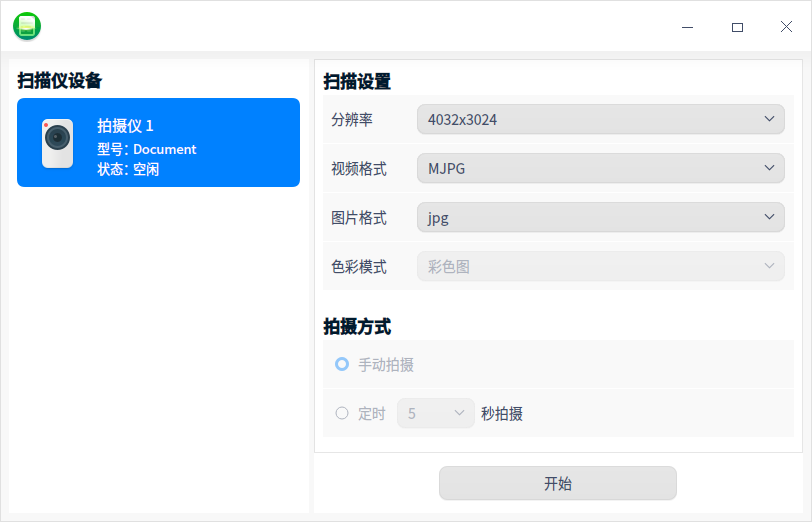 扫描仪设备
拍摄仪 1
型号: Document
状态: 空闲
扫描设置
分辨率 4032x3024
视频格式 MJPG
图片格式 jpg
色彩模式 彩色图
拍摄方式
手动拍摄
定时 5 秒拍摄
开始